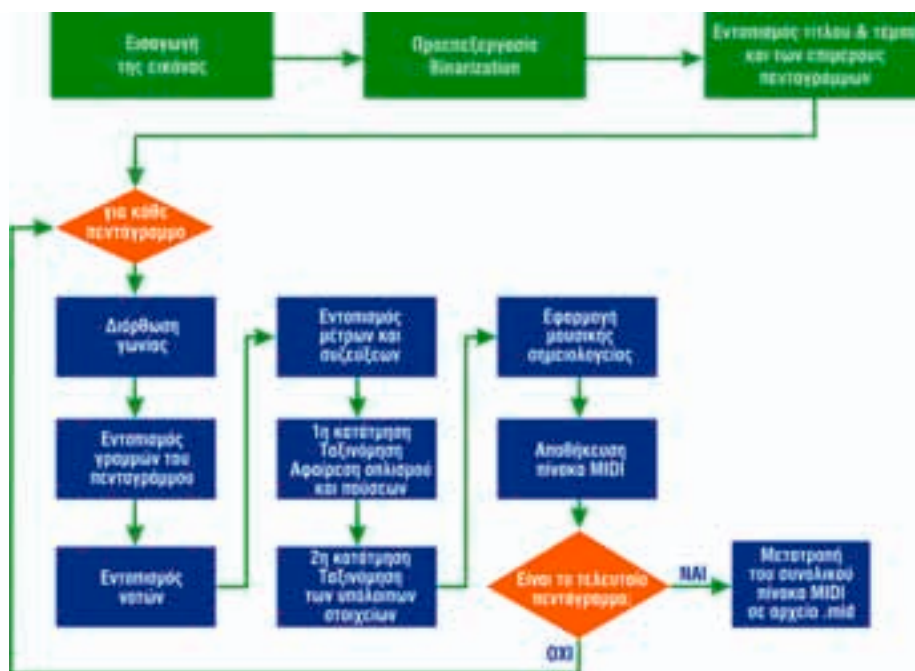 Εισαγωγή
της εικόνας
Προεπεξεργασία
Binarization
Εντοπισμός τίτλου & τέμπο
και των επιμέρους
πενταγράμμων
για κάθε
πεντάγραμμο
Διόρθωση
γωνίας
Εντοπισμός
γραμμών του
πενταγράμμου
Εντοπισμός
νοτών
Εντοπισμός
μέτρων και
συζεύξεων
1η κατάτμηση
Ταξινόμηση
Αφαίρεση οπλισμού
και παύσεων
2η κατάτμηση
Ταξινόμηση
των υπόλοιπων
στοιχείων
Εφαρμογή
μουσικής
σημειολογείας
Αποθήκευση
πίνακα MIDI
Είναι το τελευταίο
πεντάγραμμα
ΝΑΙ
ΟΧΙ
Μετατροπή
του συνολικού
πίνακα MIDI
σε αρχείο .mid